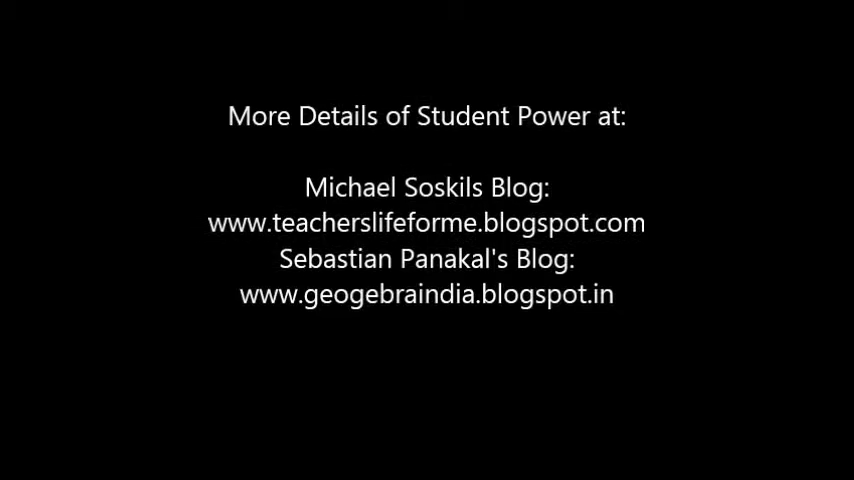 More Details of Student Power at:
Michael Soskils Blog:
www.teacherslifeforme.blogspot.com
Sebastian Panakal's Blog:
www.geogebraindia.blogspot.in